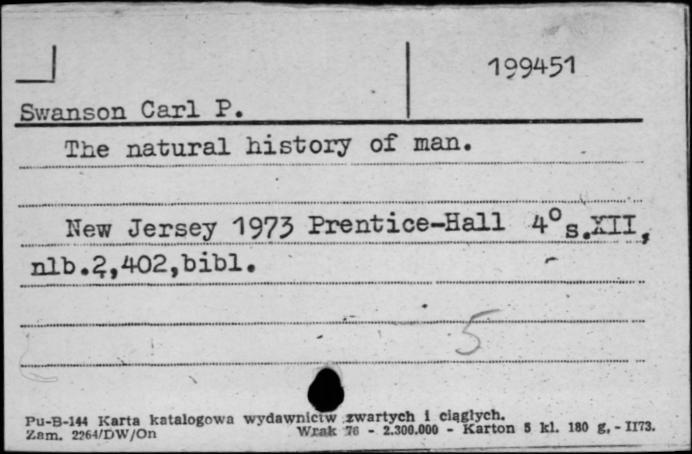 199451
Swanson Carl P.
The natural history of man.
New Jersey 1973 Prentice-Hall 4° s.XII,
nlb.2,402,bibl.
5
Pu-B-144 Karta katalogowa wydawnictw zwartych i ciągłych.
Zam. 2264/DW/On Wrak 76 - 2.300.000 - Karton 5 kl. 180 g, - II73.